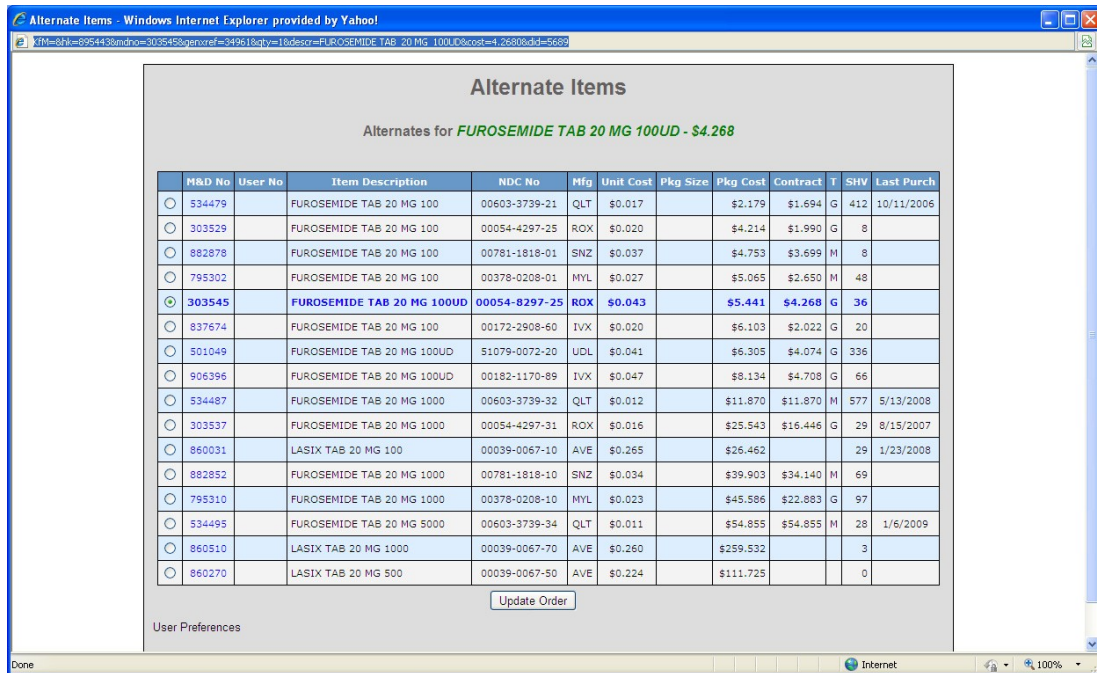 Alternate Items - Windows Internet Explorer provided by Yahoo!
XfM=&hk=895443&mdno=303545&genxref=34961&qty=1&descr=FUROSEMIDE TAB 20 MG 100UD&cost=4.2680&did=5689
Alternate Items
Alternates for FUROSEMIDE TAB 20 MG 100UD - $4.268
M&D No User No Item Description NDC No Mfg Unit Cost Pkg Size Pkg Cost Contract T SHV Last Purch
534479 FUROSEMIDE TAB 20 MG 100 00603-3739-21 QLT $0.017 $2.179 $1.694 G 412 10/11/2006
303529 FUROSEMIDE TAB 20 MG 100 00054-4297-25 ROX $0.020 $4.214 $1.990 G 8
882878 FUROSEMIDE TAB 20 MG 100 00781-1818-01 SNZ $0.037 $4.753 $3.699 M 8
795302 FUROSEMIDE TAB 20 MG 100 00378-0208-01 MYL $0.027 $5.065 $2.650 M 48
303545 FUROSEMIDE TAB 20 MG 100UD 00054-8297-25 ROX $0.043 $5.441 $4.268 G 36
837674 FUROSEMIDE TAB 20 MG 100 00172-2908-60 IVX $0.020 $6.103 $2.022 G 20
501049 FUROSEMIDE TAB 20 MG 100UD 51079-0072-20 UDL $0.041 $6.305 $4.074 G 336
906396 FUROSEMIDE TAB 20 MG 100UD 00182-1170-89 IVX $0.047 $8.134 $4.708 G 66
534487 FUROSEMIDE TAB 20 MG 1000 00603-3739-32 QLT $0.012 $11.870 $11.870 M 577 5/13/2008
303537 FUROSEMIDE TAB 20 MG 1000 00054-4297-31 ROX $0.016 $25.543 $16.446 G 29 8/15/2007
860031 LASIX TAB 20 MG 100 00039-0067-10 AVE $0.265 $26.462 29 1/23/2008
882852 FUROSEMIDE TAB 20 MG 1000 00781-1818-10 SNZ $0.034 $39.903 $34.140 M 69
795310 FUROSEMIDE TAB 20 MG 1000 00378-0208-10 MYL $0.023 $45.586 $22.883 G 97
534495 FUROSEMIDE TAB 20 MG 5000 00603-3739-34 QLT $0.011 $54.855 $54.855 M 28 1/6/2009
860510 LASIX TAB 20 MG 1000 00039-0067-70 AVE $0.260 $259.532 3
860270 LASIX TAB 20 MG 500 00039-0067-50 AVE $0.224 $111.725 0
Update Order
User Preferences
Done Internet 100%